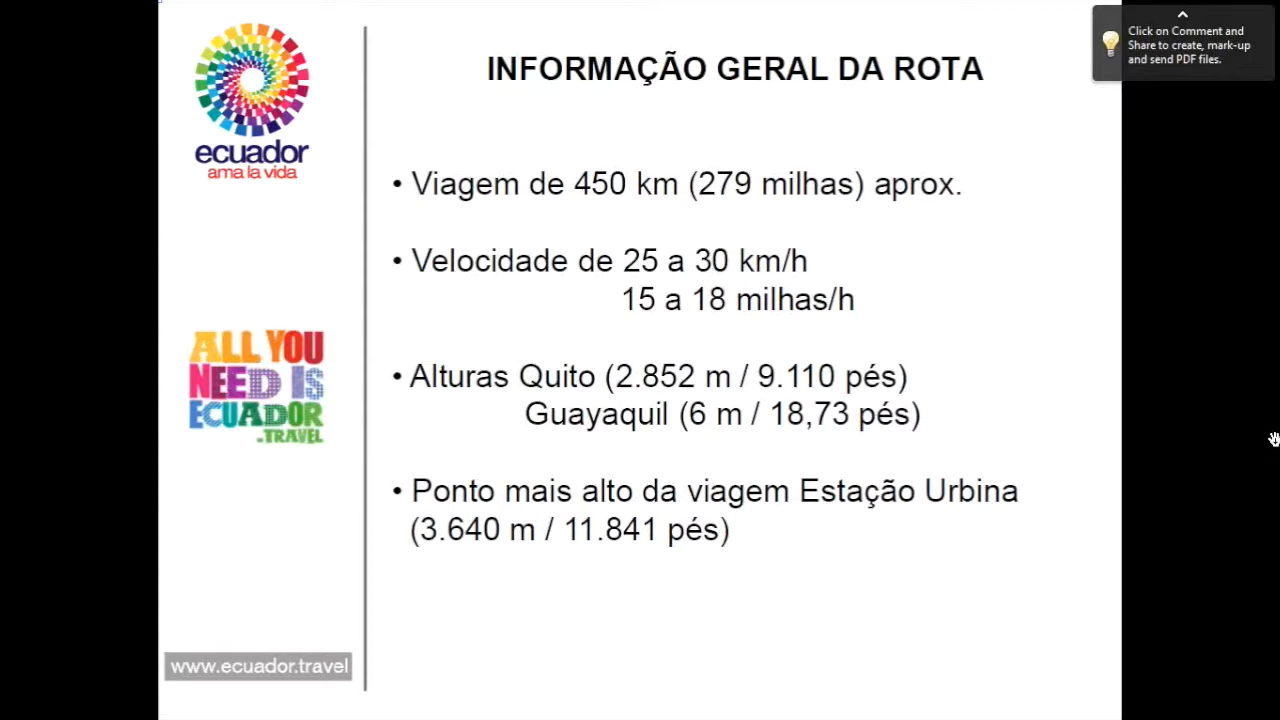 ecuador
ama la vida
ALL YOU
NEED IS
ECUADOR
.TRAVEL
www.ecuador.travel
INFORMAÇÃO GERAL DA ROTA
• Viagem de 450 km (279 milhas) aprox.
• Velocidade de 25 a 30 km/h
15 a 18 milhas/h
• Alturas Quito (2.852 m / 9.110 pés)
Guayaquil (6 m / 18,73 pés)
• Ponto mais alto da viagem Estação Urbina
(3.640 m / 11.841 pés)
Click on Comment and
Share to create, mark-up
and send PDF files.